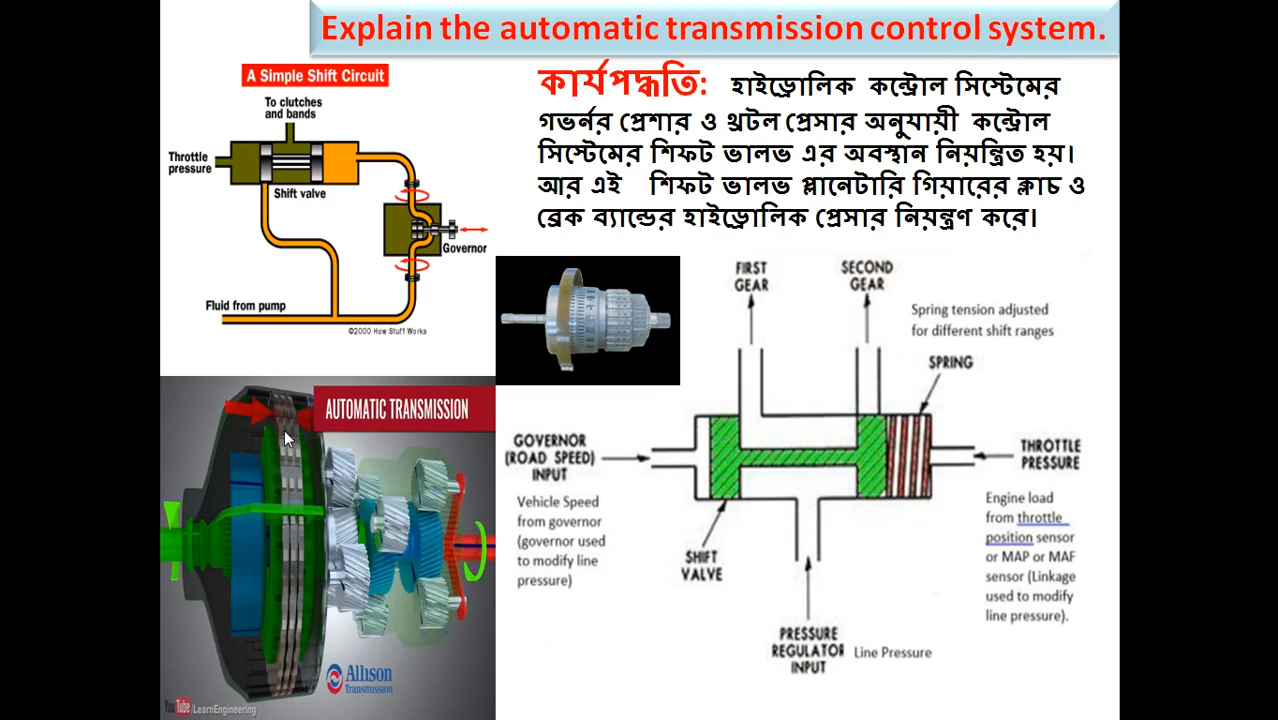 Explain the automatic transmission control system.
A Simple Shift Circuit
To clutches
and bands
Throttle
pressure
Shift valve
Governor
Fluid from pump
©2000 How Stuff Works
কার্যপদ্ধতি: হাইড্রোলিক কন্ট্রোল সিস্টেমের
গভর্নর প্রেশার ও থ্রটল প্রেসার অনুযায়ী কন্ট্রোল
সিস্টেমের শিফট ভালভ এর অবস্থান নিয়ন্ত্রিত হয়।
আর এই শিফট ভালভ প্লানেটারি গিয়ারের ক্লাচ ও
ব্রেক ব্যান্ডের হাইড্রোলিক প্রেসার নিয়ন্ত্রণ করে।
FIRST
GEAR
SECOND
GEAR
Spring tension adjusted
for different shift ranges
SPRING
GOVERNOR
(ROAD SPEED)
INPUT
Vehicle Speed
from governor
(governor used
to modify line
pressure)
THROTTLE
PRESSURE
Engine load
from throttle
position sensor
or MAP or MAF
sensor (Linkage
used to modify
line pressure).
SHIFT
VALVE
PRESSURE
REGULATOR
INPUT
Line Pressure
AUTOMATIC TRANSMISSION
Allison
Transmission
YouTube/LearnEngineering